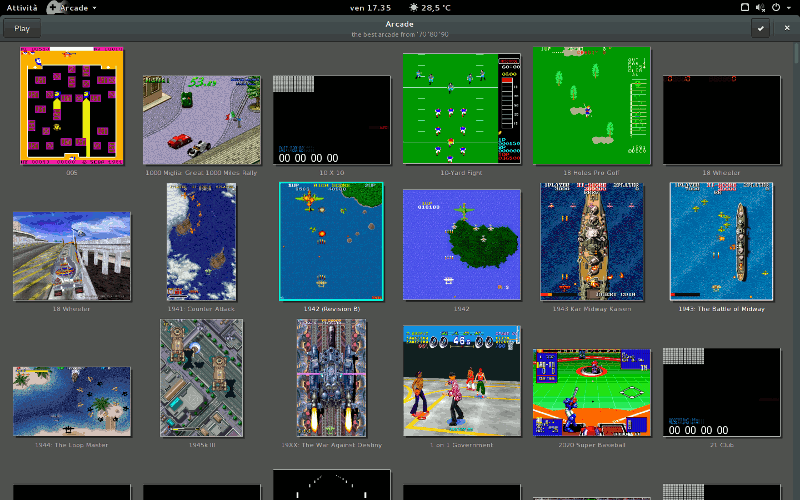 Attività
Arcade
ven 17.35
28,5 °C
Play
Arcade
the best arcade from '70 '80 '90
005
1000 Miglia: Great 1000 Miles Rally
10 X 10
10-Yard Fight
18 Holes Pro Golf
18 Wheeler
00 00 00 00
18 Wheeler
1941: Counter Attack
1942 (Revision B)
1942
1943 Kai: Midway Kaisen
1943: The Battle of Midway
1944: The Loop Master
1945k III
19XX: The War Against Destiny
1 on 1 Government
2020 Super Baseball
21 Club
00 00 00 00